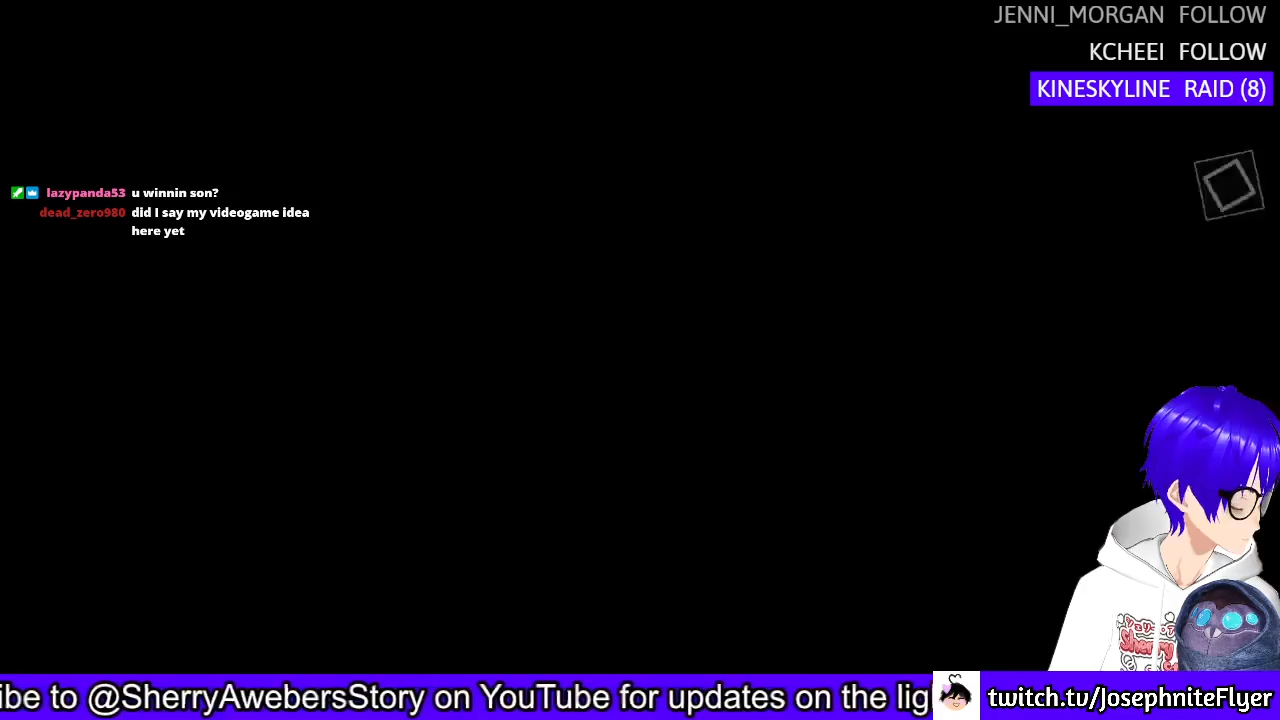 JENNI_MORGAN FOLLOW
KCHEEI FOLLOW
KINESKYLINE RAID (8)
lazypanda53 u winnin son?
dead_zero980 did I say my videogame idea
here yet
Sherry
ibe to @SherryAwebersStory on YouTube for updates on the lig
twitch.tv/JosephniteFlyer